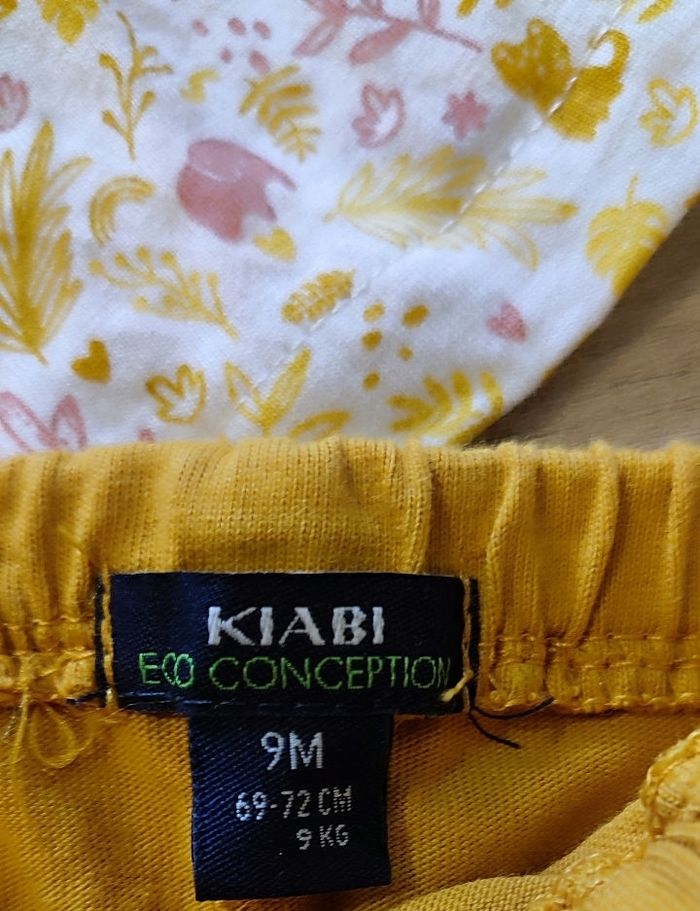 KIABI
ECO CONCEPTION
9M
69-72 CM
9 KG